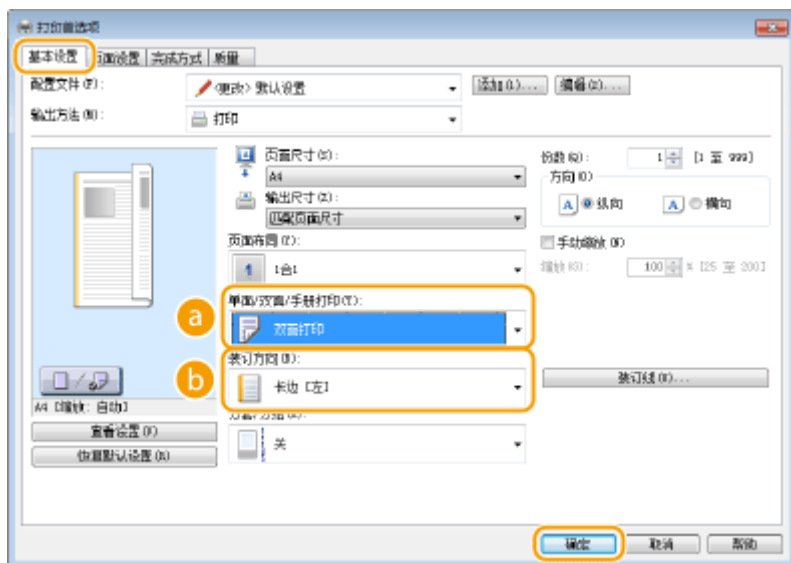 打印首选项
基本设置 页面设置 完成方式 质量
配置文件(F): <更改> 默认设置 添加(1)... 编辑(2)...
输出方法(M): 打印
页面尺寸(S):
A4
输出尺寸(Z):
匹配页面尺寸
份数(Q): 1 [1 至 999]
方向(O)
A 纵向 A 横向
页面布局(Y):
1 1合1
手动缩放(W)
缩放(G): 100 % [25 至 200]
a 单面/双面/手册打印(T):
双面打印
b 装订方向(B):
长边 [左]
装订线(U)...
A4 [缩放: 自动]
查看设置(V)
恢复默认设置(R)
关
确定 取消 帮助